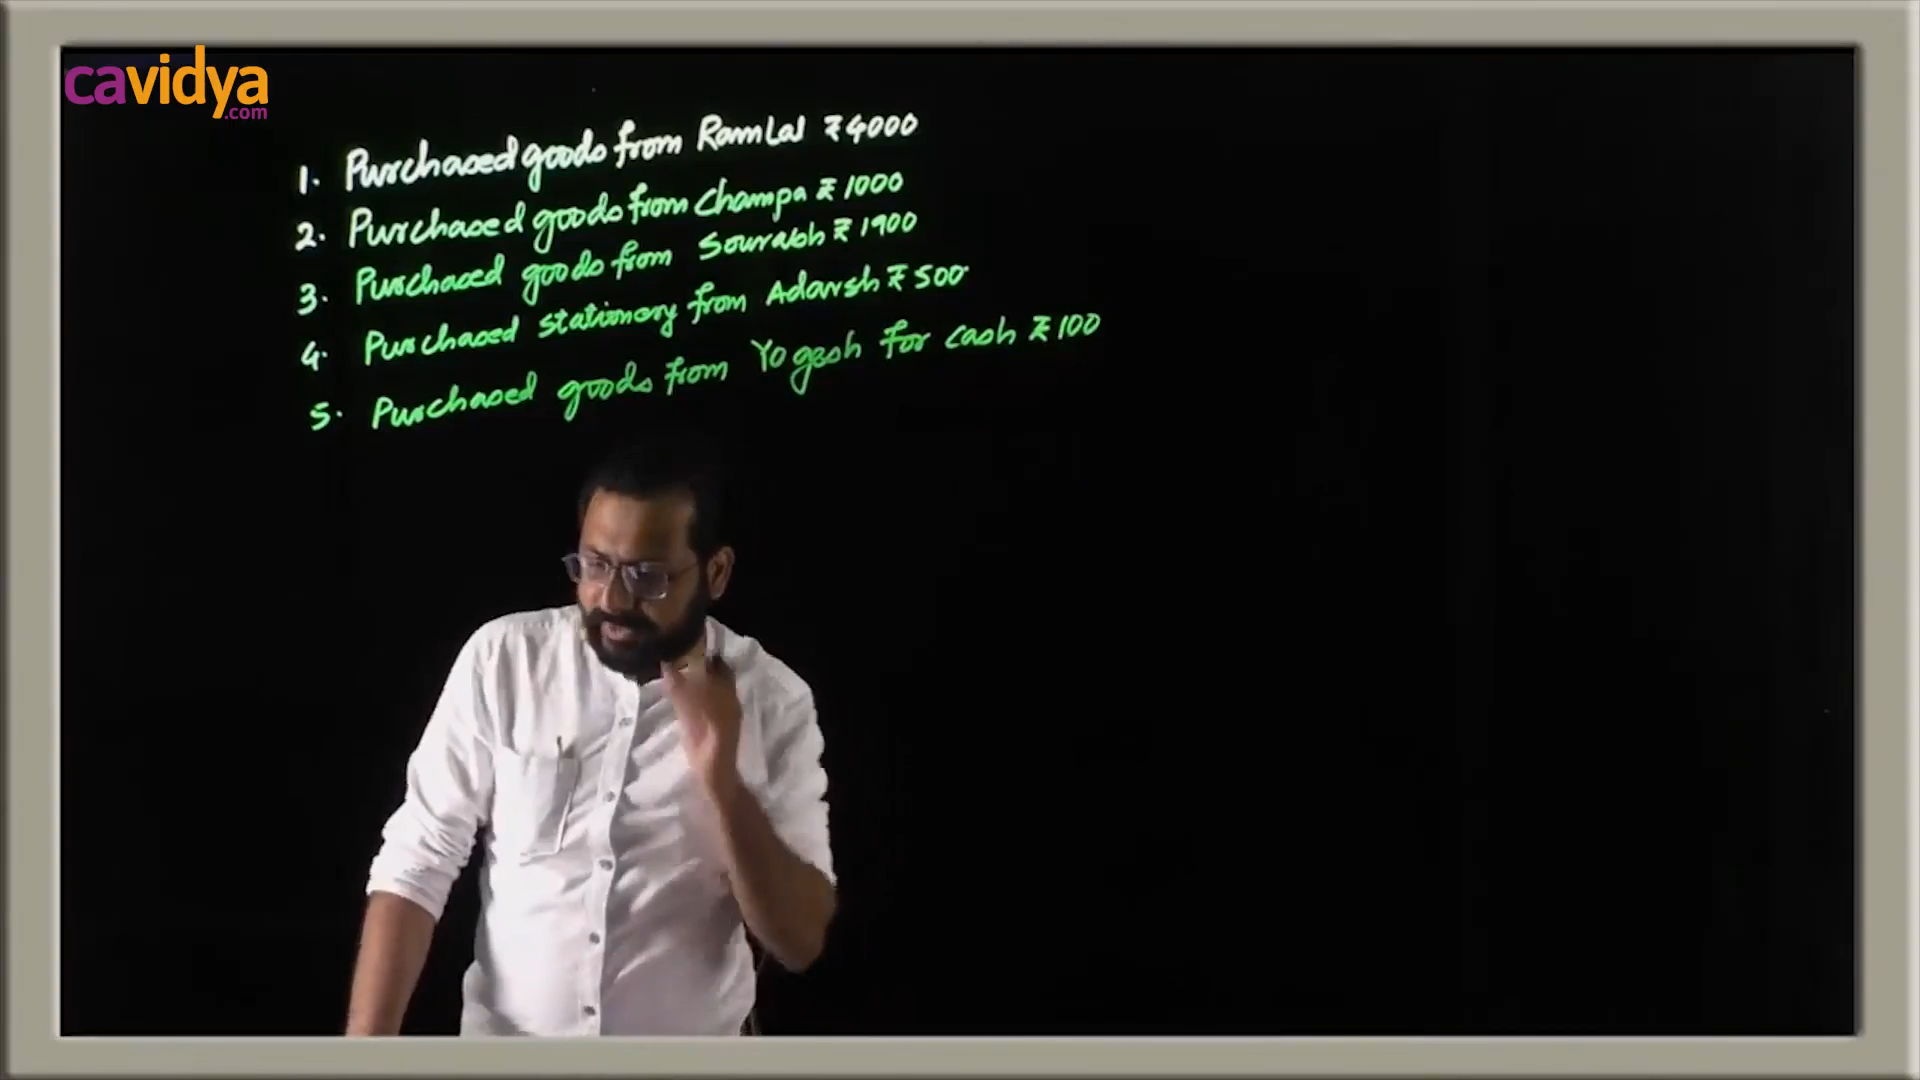 cavidya
.com
1. Purchased goods from Ramlal ₹4000
2. Purchased goods from Champa ₹1000
3. Purchased goods from Sourabh ₹1900
4. Purchased stationery from Adarsh ₹500
5. Purchased goods from Yogesh for cash ₹100